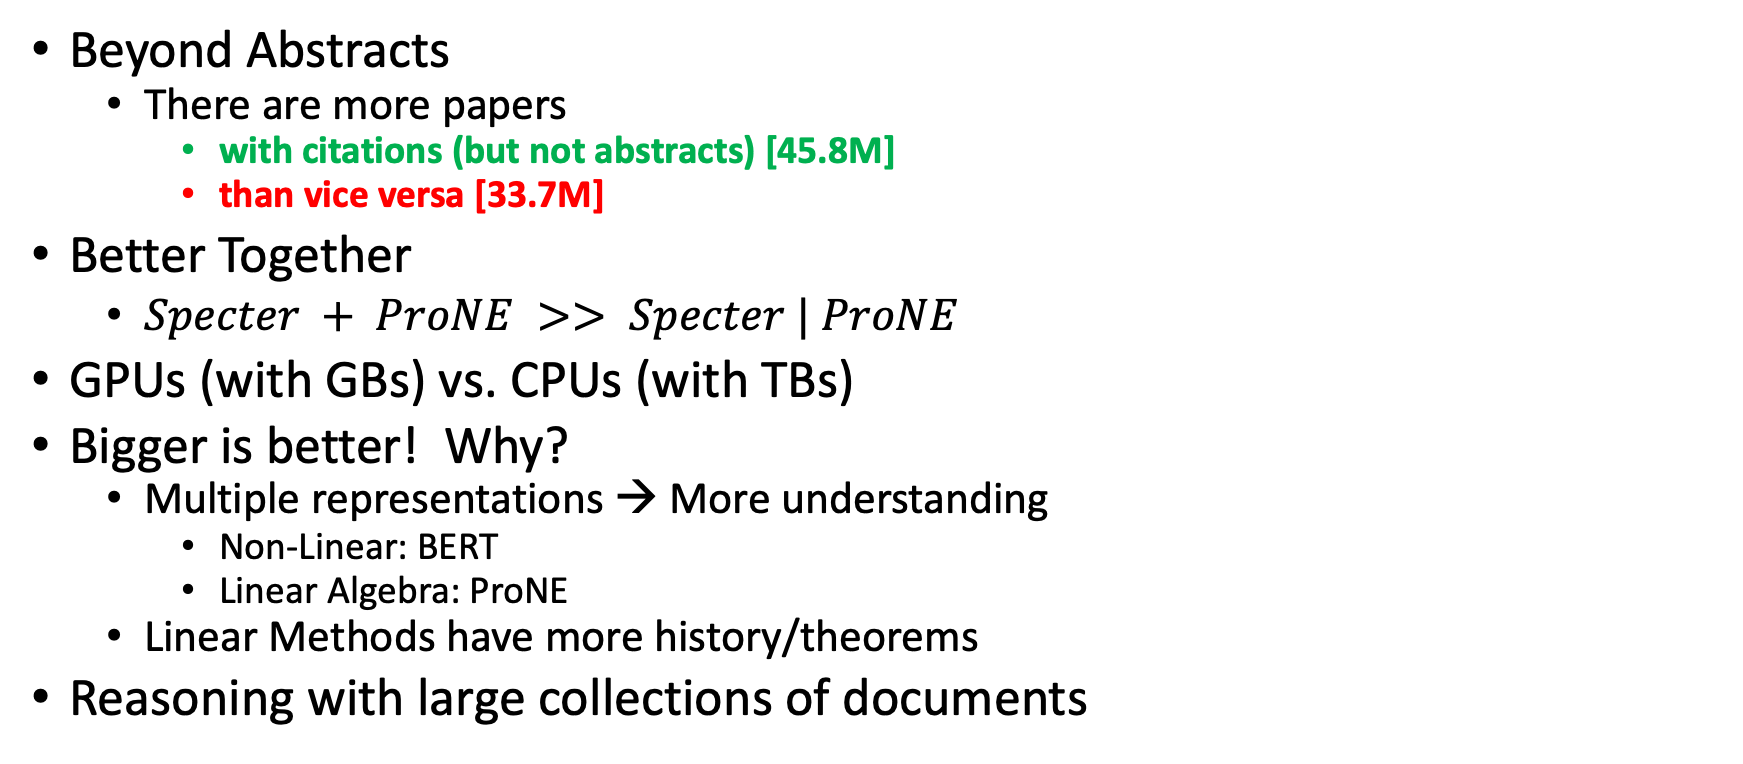 • Beyond Abstracts
• There are more papers
• with citations (but not abstracts) [45.8M]
• than vice versa [33.7M]
• Better Together
• Specter + ProNE >> Specter | ProNE
• GPUs (with GBs) vs. CPUs (with TBs)
• Bigger is better!  Why?
• Multiple representations → More understanding
• Non-Linear: BERT
• Linear Algebra: ProNE
• Linear Methods have more history/theorems
• Reasoning with large collections of documents